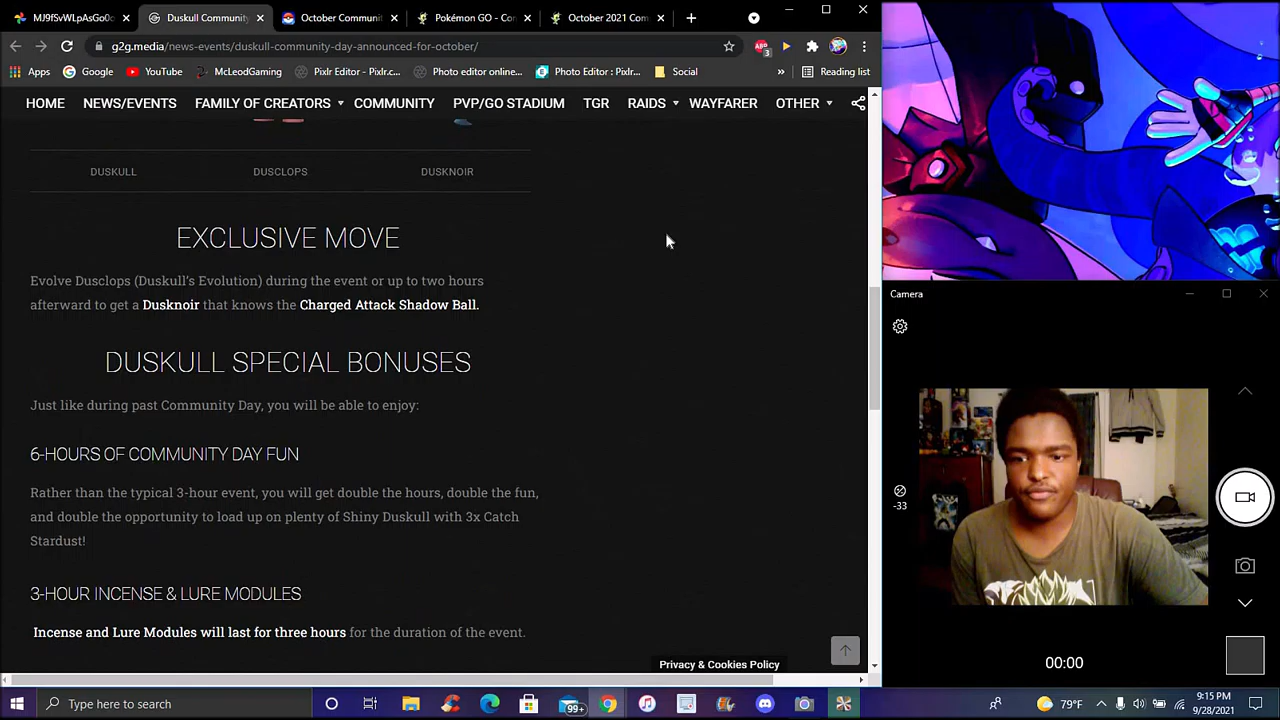 MJ9fSvWLpAsGo0c
Duskull Community
October Communit
Pokémon GO - Con
October 2021 Com
g2g.media/news-events/duskull-community-day-announced-for-october/
ABP
3
Apps
Google
YouTube
McLeodGaming
Pixlr Editor - Pixlr.c...
Photo editor online...
Photo Editor : Pixlr...
Social
»
Reading list
HOME
NEWS/EVENTS
FAMILY OF CREATORS
COMMUNITY
PVP/GO STADIUM
TGR
RAIDS
WAYFARER
OTHER
DUSKULL
DUSCLOPS
DUSKNOIR
EXCLUSIVE MOVE
Evolve Dusclops (Duskull's Evolution) during the event or up to two hours
afterward to get a Dusknoir that knows the Charged Attack Shadow Ball.
DUSKULL SPECIAL BONUSES
Just like during past Community Day, you will be able to enjoy:
6-HOURS OF COMMUNITY DAY FUN
Rather than the typical 3-hour event, you will get double the hours, double the fun,
and double the opportunity to load up on plenty of Shiny Duskull with 3x Catch
Stardust!
3-HOUR INCENSE & LURE MODULES
Incense and Lure Modules will last for three hours for the duration of the event.
Privacy & Cookies Policy
Camera
-33
00:00
Type here to search
99+
79°F
9:15 PM
9/28/2021